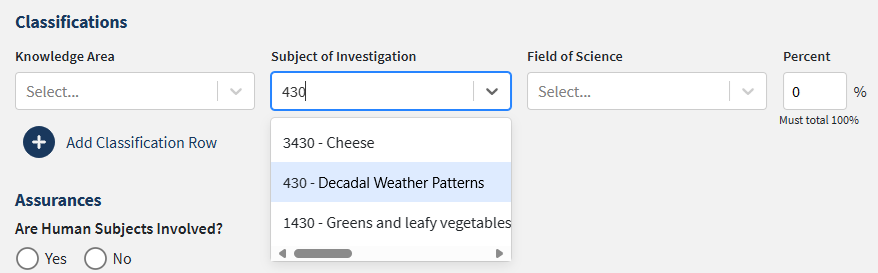 Classifications
Knowledge Area Subject of Investigation Field of Science Percent
Select... 430 Select... 0 %
Must total 100%
Add Classification Row
3430 - Cheese
430 - Decadal Weather Patterns
1430 - Greens and leafy vegetables
Assurances
Are Human Subjects Involved?
Yes No